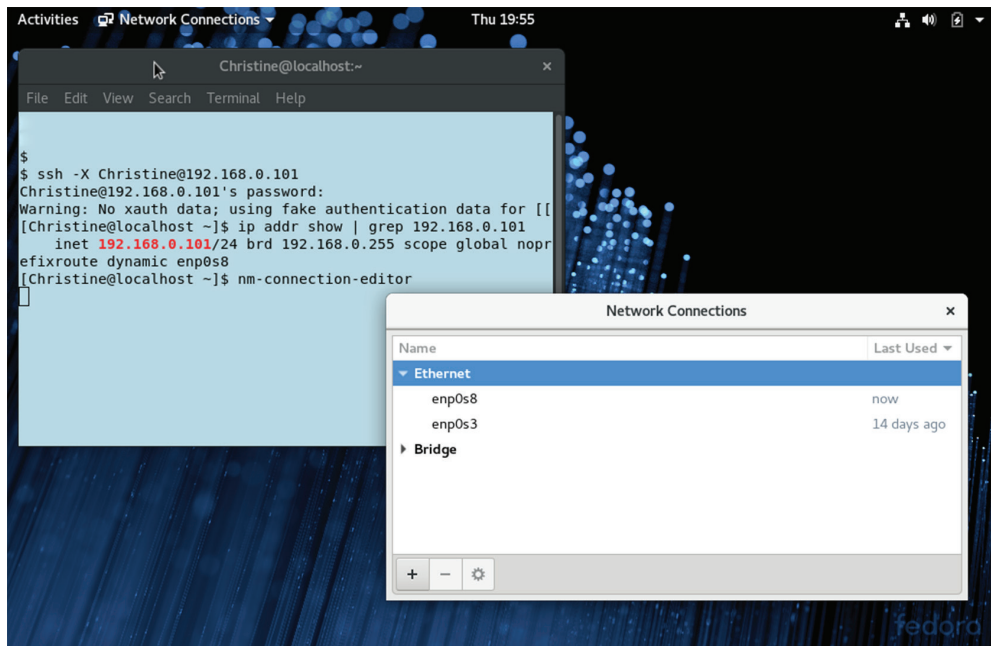 Activities Network Connections Thu 19:55
Christine@localhost:~ ×
File Edit View Search Terminal Help
$
$ ssh -X Christine@192.168.0.101
Christine@192.168.0.101's password:
Warning: No xauth data; using fake authentication data for [[
[Christine@localhost ~]$ ip addr show | grep 192.168.0.101
inet 192.168.0.101/24 brd 192.168.0.255 scope global nopr
efixroute dynamic enp0s8
[Christine@localhost ~]$ nm-connection-editor
Network Connections ×
Name Last Used
Ethernet
enp0s8 now
enp0s3 14 days ago
Bridge
+ −
fedora